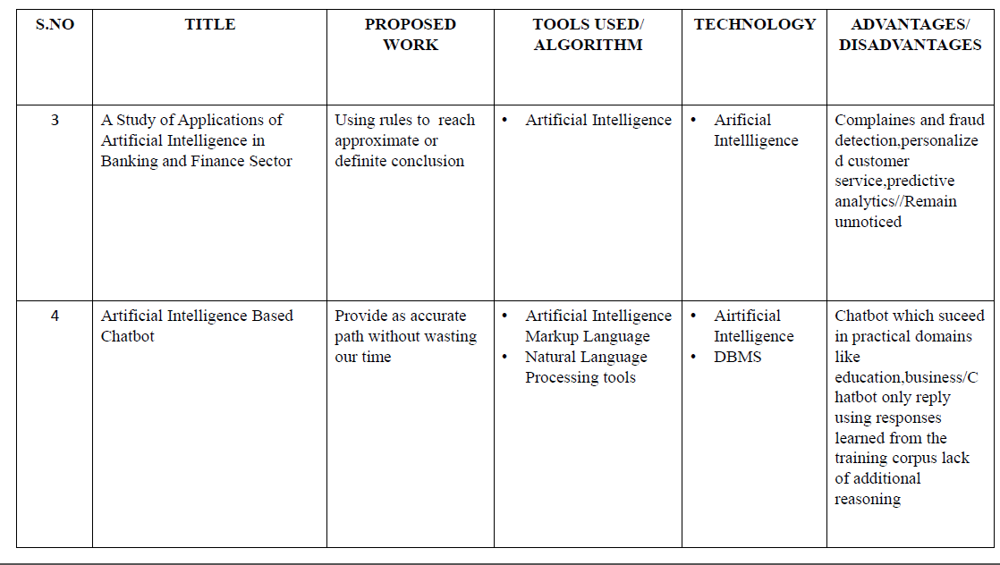 S.NO
TITLE
PROPOSED
WORK
TOOLS USED/
ALGORITHM
TECHNOLOGY
ADVANTAGES/
DISADVANTAGES
3
A Study of Applications of
Artificial Intelligence in
Banking and Finance Sector
Using rules to reach
approximate or
definite conclusion
• Artificial Intelligence
• Arificial
Intellligence
Complaines and fraud
detection,personalize
d customer
service,predictive
analytics//Remain
unnoticed
4
Artificial Intelligence Based
Chatbot
Provide as accurate
path without wasting
our time
• Artificial Intelligence
Markup Language
• Natural Language
Processing tools
• Airtificial
Intelligence
• DBMS
Chatbot which suceed
in practical domains
like
education,business/C
hatbot only reply
using responses
learned from the
training corpus lack
of additional
reasoning